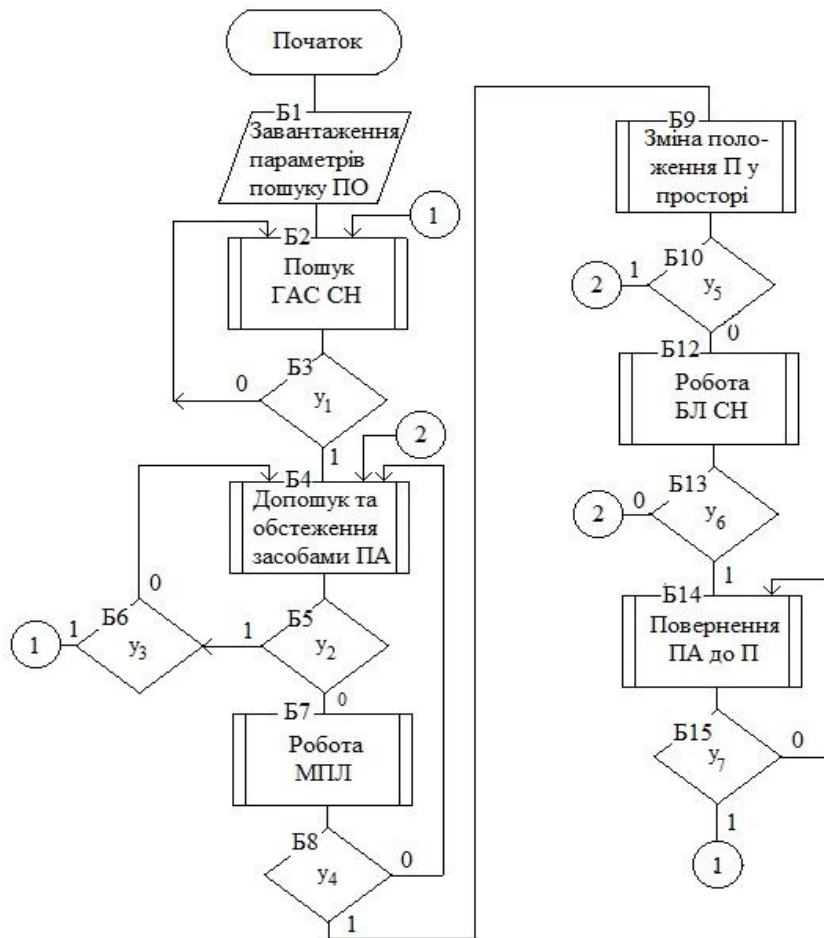 Початок
Б1
Завантаження
параметрів
пошуку ПО
1
Б2
Пошук
ГАС СН
Б3
0
y1
1
2
Б4
Допошук та
обстеження
засобами ПА
0
Б6
1
1
y3
Б5
1
y2
0
Б7
Робота
МПЛ
Б8
0
y4
1
Б9
Зміна поло-
ження П у
просторі
Б10
1
2
y5
0
Б12
Робота
БЛ СН
Б13
0
2
y6
1
Б14
Повернення
ПА до П
Б15
0
y7
1
1